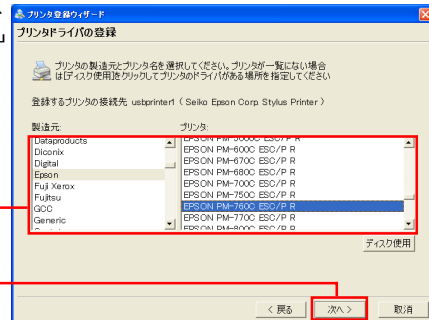 プリンタ登録ウィザード
プリンタドライバの登録
プリンタの製造元とプリンタ名を選択してください。プリンタが一覧にない場合
は[ディスク使用]をクリックしてプリンタのドライバがある場所を指定してください
登録するプリンタの接続先 usbprinter1 ( Seiko Epson Corp. Stylus Printer )
製造元:
プリンタ:
Dataproducts
Diconix
Digital
Epson
Fuji Xerox
Fujitsu
GCC
Generic
EPSON PM-5000C ESC/P R
EPSON PM-600C ESC/P R
EPSON PM-670C ESC/P R
EPSON PM-680C ESC/P R
EPSON PM-700C ESC/P R
EPSON PM-750C ESC/P R
EPSON PM-760C ESC/P R
EPSON PM-770C ESC/P R
EPSON PM-800C ESC/P R
ディスク使用
< 戻る
次へ >
取消